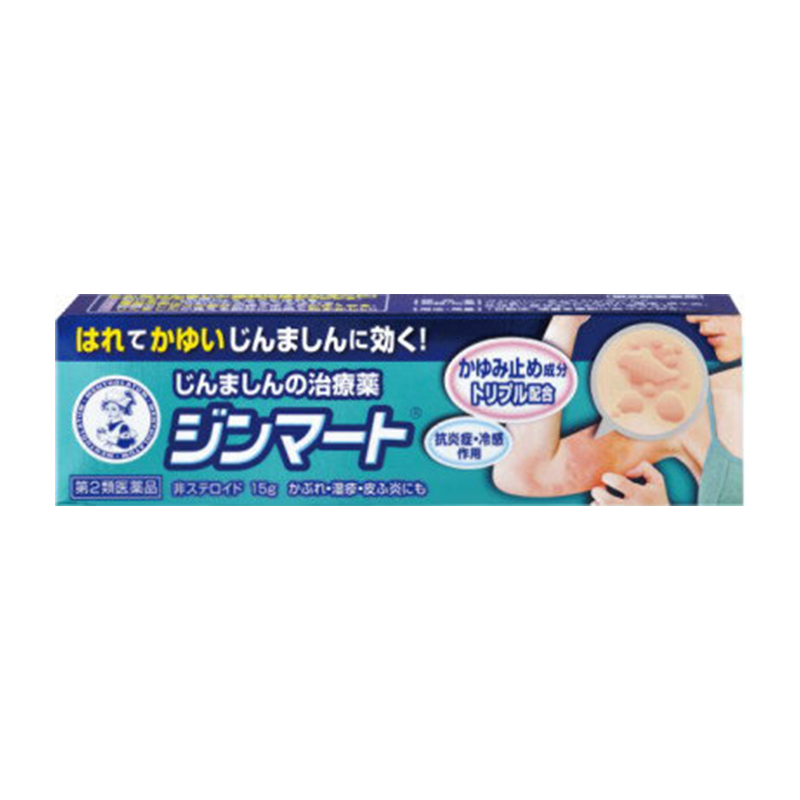 はれてかゆいじんましんに効く!
じんましんの治療薬
ジンマート®
かゆみ止め成分
トリプル配合
抗炎症・冷感
作用
MENTHOLATUM
第2類医薬品
非ステロイド 15g かぶれ・湿疹・皮ふ炎にも